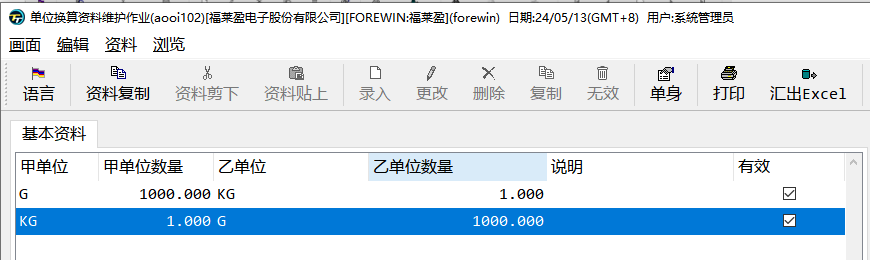 单位换算资料维护作业(aooi102)[福莱盈电子股份有限公司][FOREWIN:福莱盈](forewin) 日期:24/05/13(GMT+8) 用户:系統管理员
画面 编辑 资料 浏览
语言 资料复制 资料剪下 资料贴上 录入 更改 删除 复制 无效 单身 打印 汇出Excel
基本资料
甲单位 甲单位数量 乙单位 乙单位数量 说明 有效
G 1000.000 KG 1.000
KG 1.000 G 1000.000